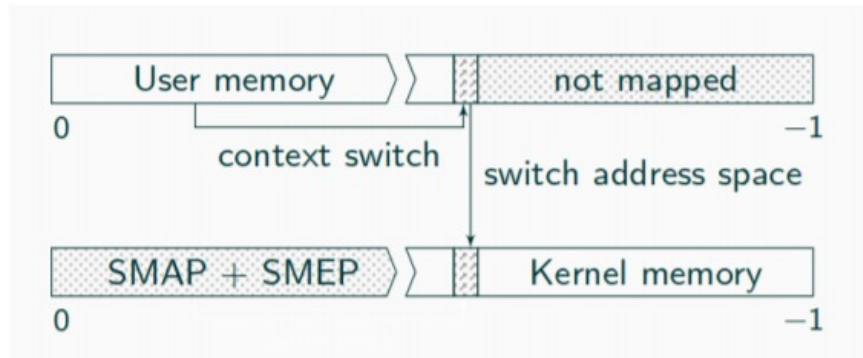 User memory
not mapped
0
−1
context switch
switch address space
SMAP + SMEP
Kernel memory
0
−1